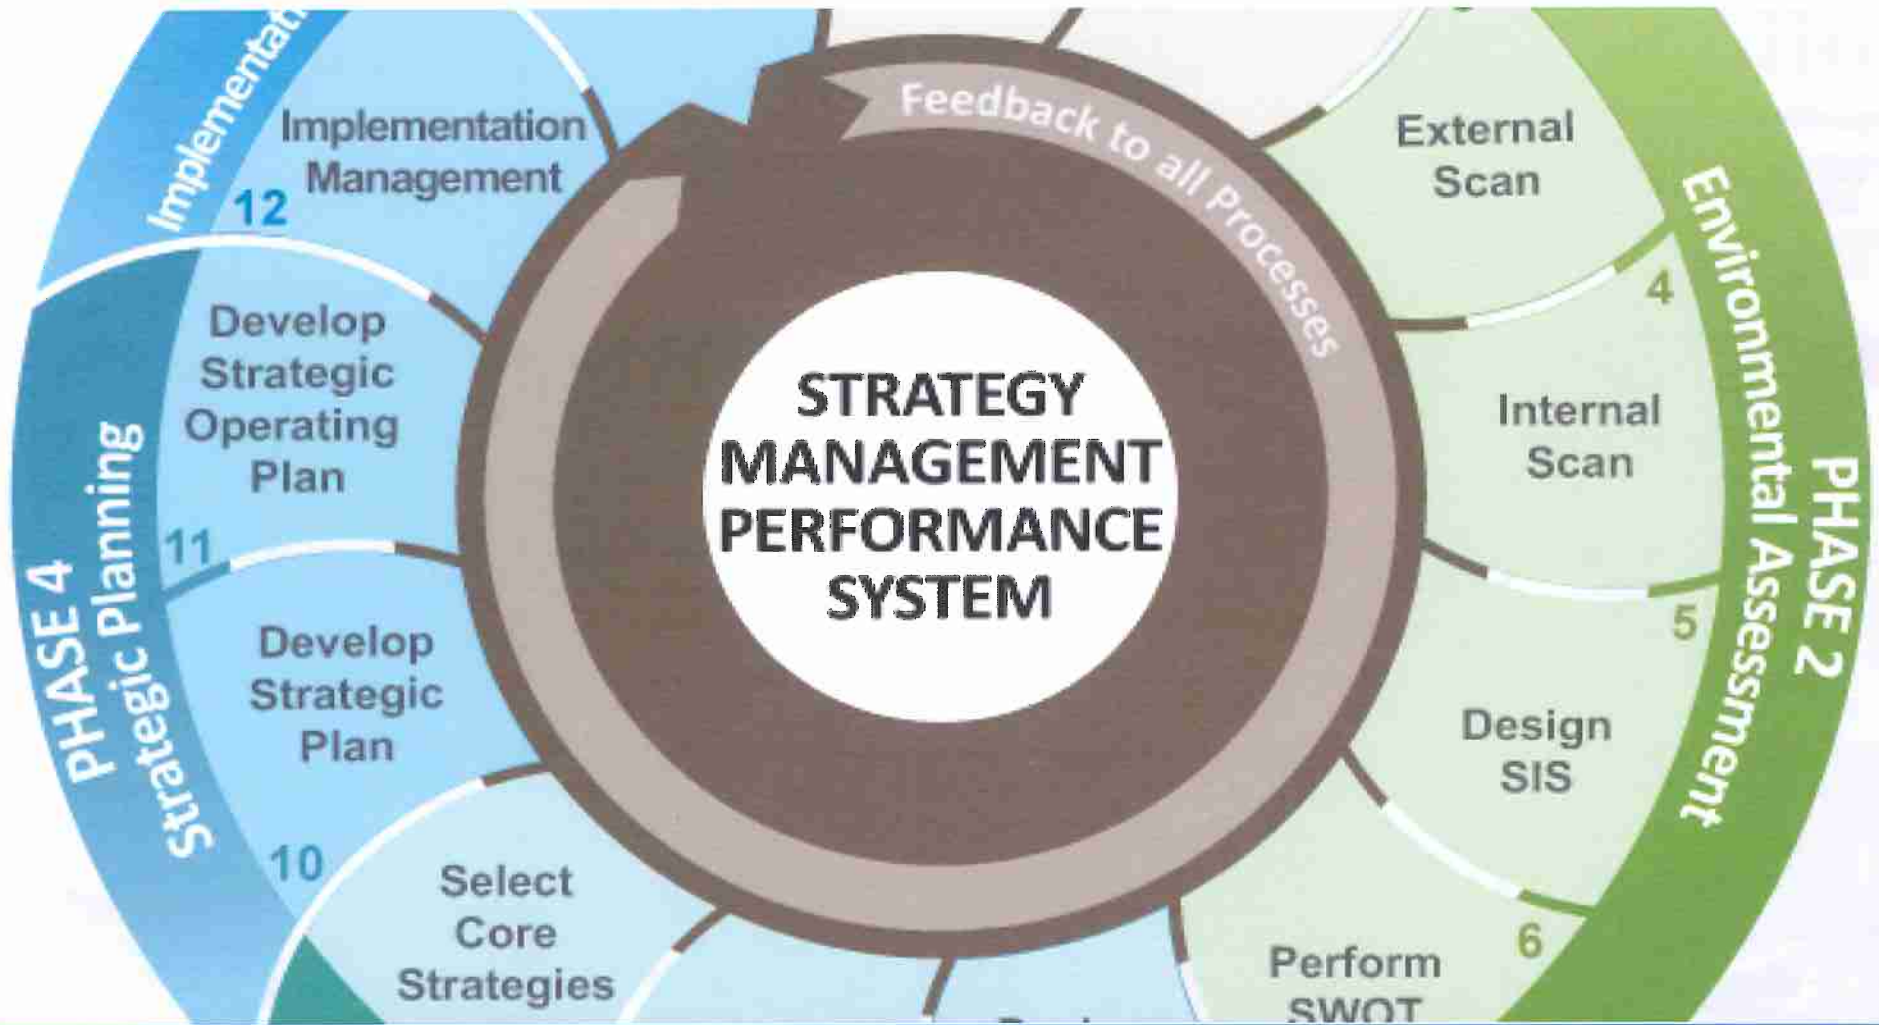 STRATEGY
MANAGEMENT
PERFORMANCE
SYSTEM
Feedback to all Processes
External
Scan
4
Internal
Scan
5
Design
SIS
6
Perform
SWOT
PHASE 2
Environmental Assessment
Select
Core
Strategies
10
Develop
Strategic
Plan
11
Develop
Strategic
Operating
Plan
12
Implementation
Management
PHASE 4
Strategic Planning